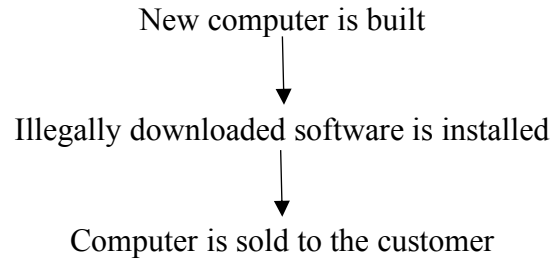 New computer is built
Illegally downloaded software is installed
Computer is sold to the customer